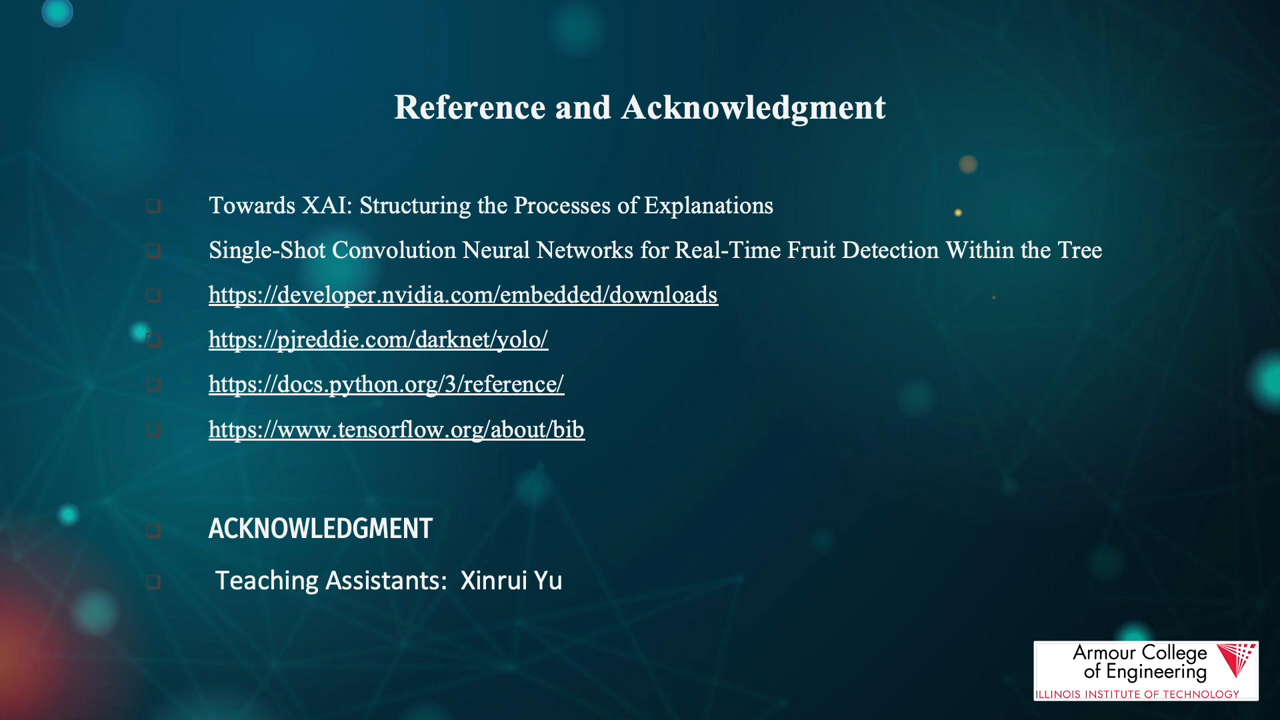 Reference and Acknowledgment
Towards XAI: Structuring the Processes of Explanations
Single-Shot Convolution Neural Networks for Real-Time Fruit Detection Within the Tree
https://developer.nvidia.com/embedded/downloads
https://pjreddie.com/darknet/yolo/
https://docs.python.org/3/reference/
https://www.tensorflow.org/about/bib
ACKNOWLEDGMENT
Teaching Assistants: Xinrui Yu
Armour College
of Engineering
ILLINOIS INSTITUTE OF TECHNOLOGY